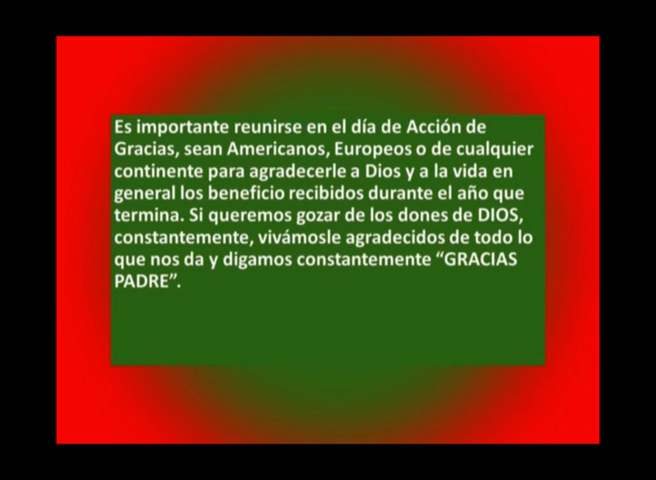 Es importante reunirse en el día de Acción de
Gracias, sean Americanos, Europeos o de cualquier
continente para agradecerle a Dios y a la vida en
general los beneficio recibidos durante el año que
termina. Si queremos gozar de los dones de DIOS,
constantemente, vivámosle agradecidos de todo lo
que nos da y digamos constantemente “GRACIAS
PADRE”.